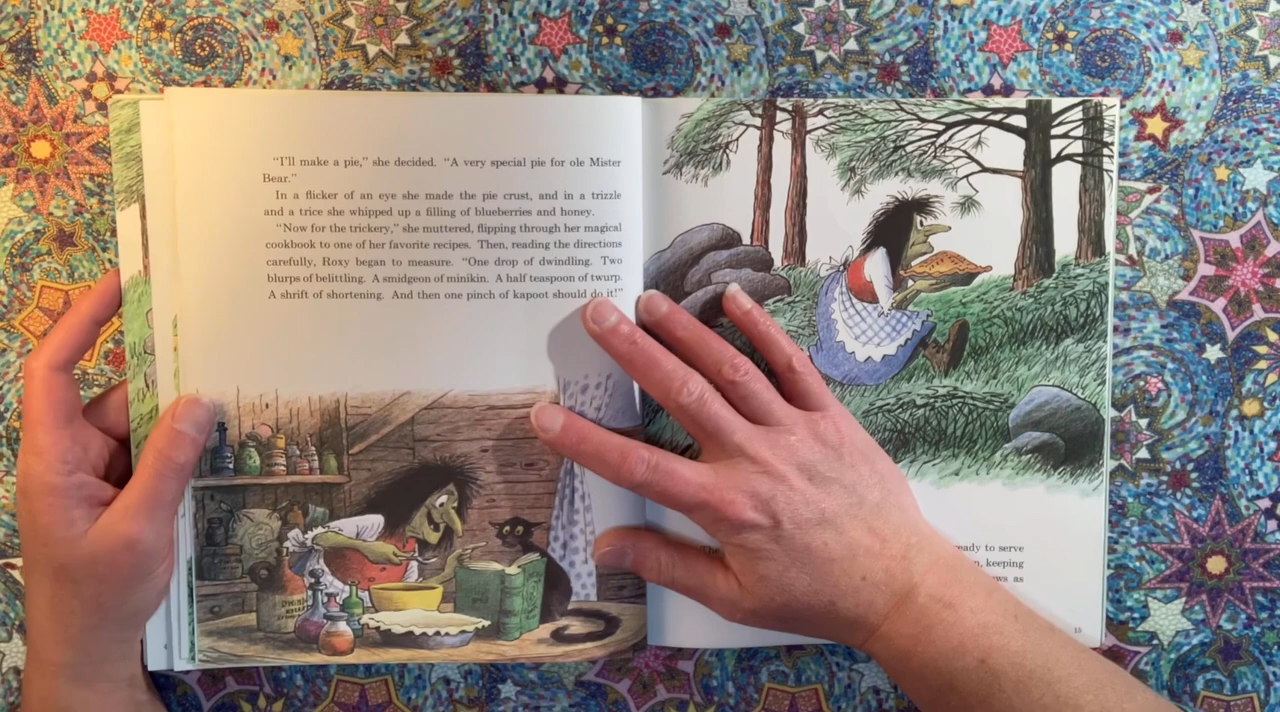 “I’ll make a pie,” she decided. “A very special pie for ole Mister
Bear.”
In a flicker of an eye she made the pie crust, and in a trizzle
and a trice she whipped up a filling of blueberries and honey.
“Now for the trickery,” she muttered, flipping through her magical
cookbook to one of her favorite recipes. Then, reading the directions
carefully, Roxy began to measure. “One drop of dwindling. Two
blurps of belittling. A smidgeon of minikin. A half teaspoon of twurp.
A shrift of shortening. And then one pinch of kapoot should do it!”
The
ready to serve
keeping
as
15